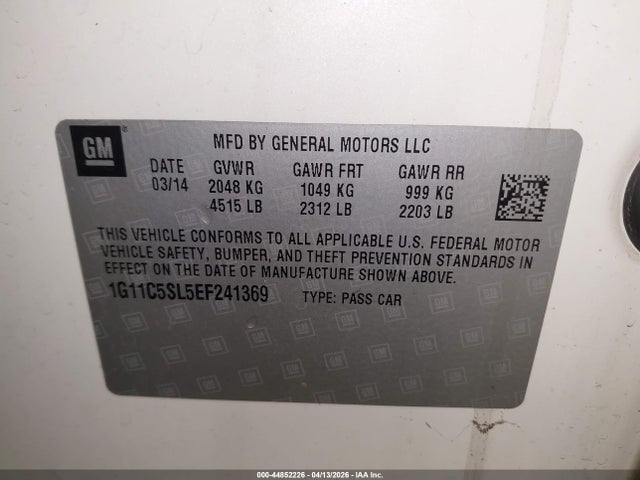 GM
MFD BY GENERAL MOTORS LLC
DATE GVWR GAWR FRT GAWR RR
03/14 2048 KG 1049 KG 999 KG
4515 LB 2312 LB 2203 LB
THIS VEHICLE CONFORMS TO ALL APPLICABLE U.S. FEDERAL MOTOR
VEHICLE SAFETY, BUMPER, AND THEFT PREVENTION STANDARDS IN
EFFECT ON THE DATE OF MANUFACTURE SHOWN ABOVE.
1G11C5SL5EF241369 TYPE: PASS CAR
000-44852226 - 04/13/2026 - IAA Inc.